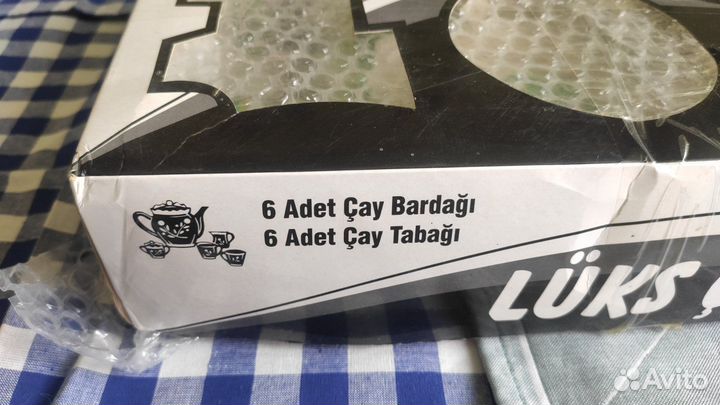 6 Adet Çay Bardağı
6 Adet Çay Tabağı
LÜKS
Avito